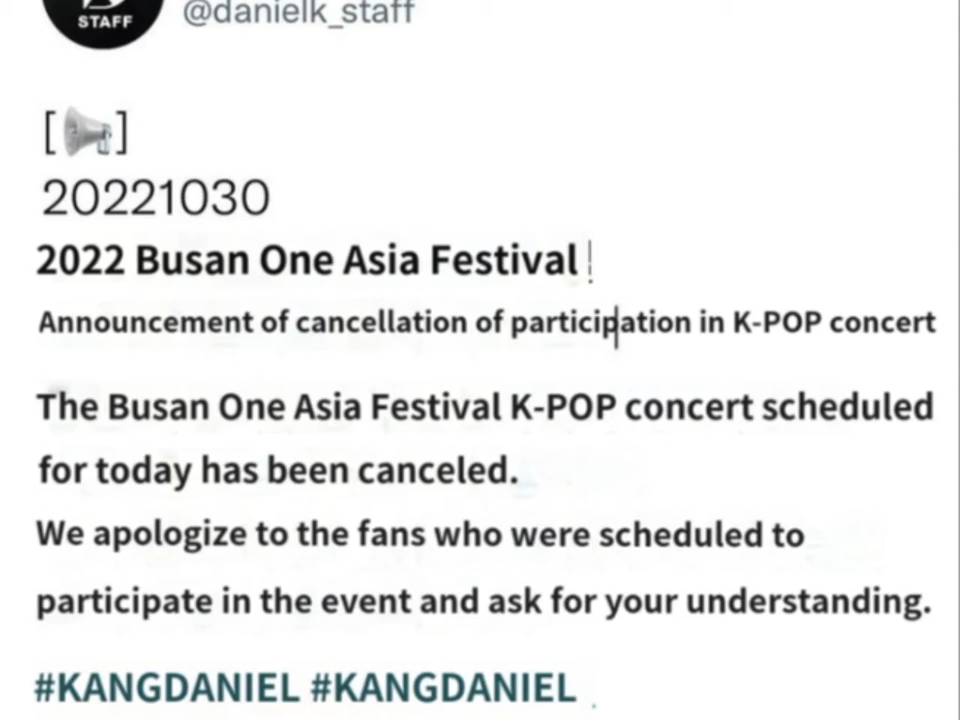 STAFF
@danielk_staff
[📢]
20221030
2022 Busan One Asia Festival
Announcement of cancellation of participation in K-POP concert
The Busan One Asia Festival K-POP concert scheduled
for today has been canceled.
We apologize to the fans who were scheduled to
participate in the event and ask for your understanding.
#KANGDANIEL #KANGDANIEL